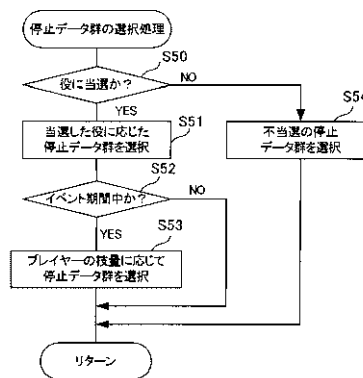 停止データ群の選択処理
S50
役に当選か?
NO
YES
S54
S51
当選した役に応じた
停止データ群を選択
不当選の停止
データ群を選択
S52
イベント期間中か?
NO
YES
S53
プレイヤーの技量に応じて
停止データ群を選択
リターン